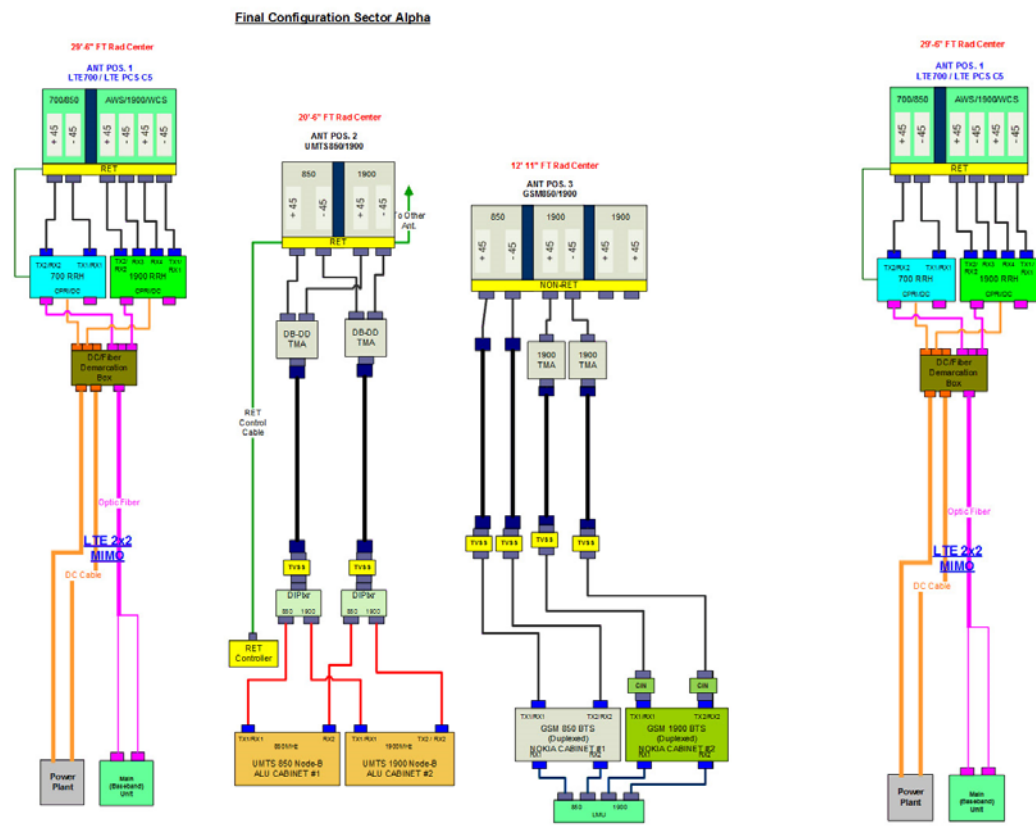 Final Configuration Sector Alpha
29'-6" FT Rad Center
ANT POS. 1
LTE700 / LTE PCS C5
700/850
AWS/1900/WCS
+45
-45
+45
-45
+45
-45
RET
TX2/RX2
TX1/RX1
700 RRH
CPRI/DC
TX2/
RX2
RX3
RX4
TX1/
RX1
1900 RRH
CPRI/DC
DC/Fiber
Demarcation
Box
Optic Fiber
LTE 2x2
MIMO
DC Cable
Power
Plant
Main
(Baseband)
Unit
20'-6" FT Rad Center
ANT POS. 2
UMTS850/1900
850
1900
+45
-45
+45
-45
RET
To Other
Ant.
DB-DD
TMA
DB-DD
TMA
RET
Control
Cable
TVSS
TVSS
DIPlxr
850
1900
DIPlxr
850
1900
RET
Controller
TX1/RX1
RX2
850MHz
UMTS 850 Node-B
ALU CABINET #1
TX1/RX1
TX2 / RX2
1900MHz
UMTS 1900 Node-B
ALU CABINET #2
12' 11" FT Rad Center
ANT POS. 3
GSM850/1900
850
1900
1900
+45
-45
+45
-45
+45
-45
NON-RET
1900
TMA
1900
TMA
TVSS
TVSS
TVSS
TVSS
C/N
C/N
TX1/RX1
TX2/RX2
GSM 850 BTS
(Duplexed)
NOKIA CABINET #1
RX1
RX2
TX1/RX1
TX2/RX2
GSM 1900 BTS
(Duplexed)
NOKIA CABINET #2
RX1
RX2
850
1900
LMU
29'-6" FT Rad Center
ANT POS. 1
LTE700 / LTE PCS C5
700/850
AWS/1900/WCS
+45
-45
+45
-45
+45
-45
RET
TX2/RX2
TX1/RX1
700 RRH
CPRI/DC
TX2/
RX2
RX3
RX4
TX1/
RX1
1900 RRH
CPRI/DC
DC/Fiber
Demarcation
Box
Optic Fiber
LTE 2x2
MIMO
DC Cable
Power
Plant
Main
(Baseband)
Unit